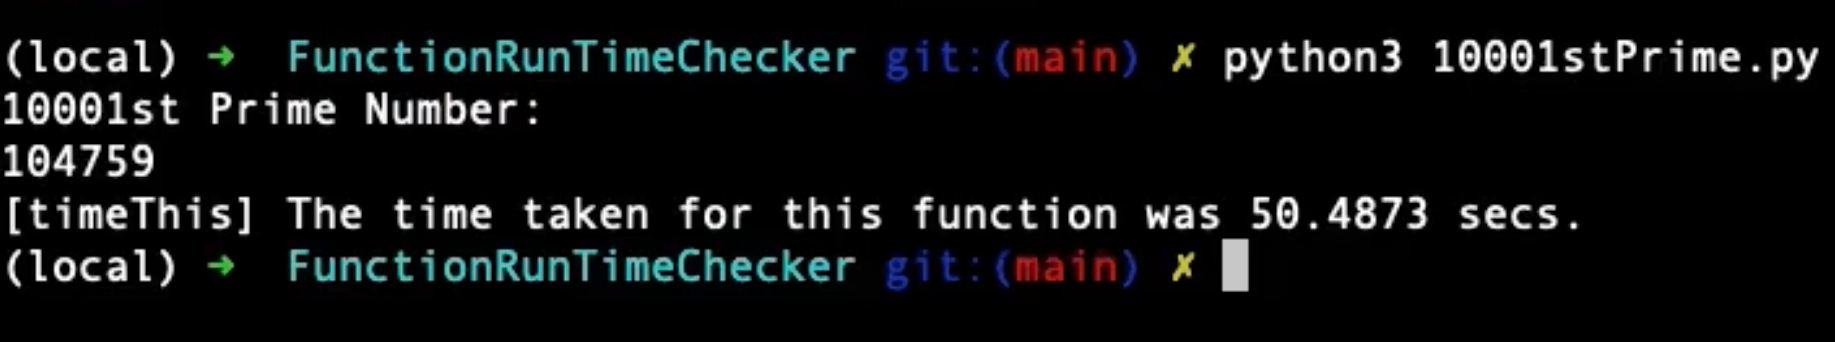 (local) ➜ FunctionRunTimeChecker git:(main) ✗ python3 10001stPrime.py
10001st Prime Number:
104759
[timeThis] The time taken for this function was 50.4873 secs.
(local) ➜ FunctionRunTimeChecker git:(main) ✗